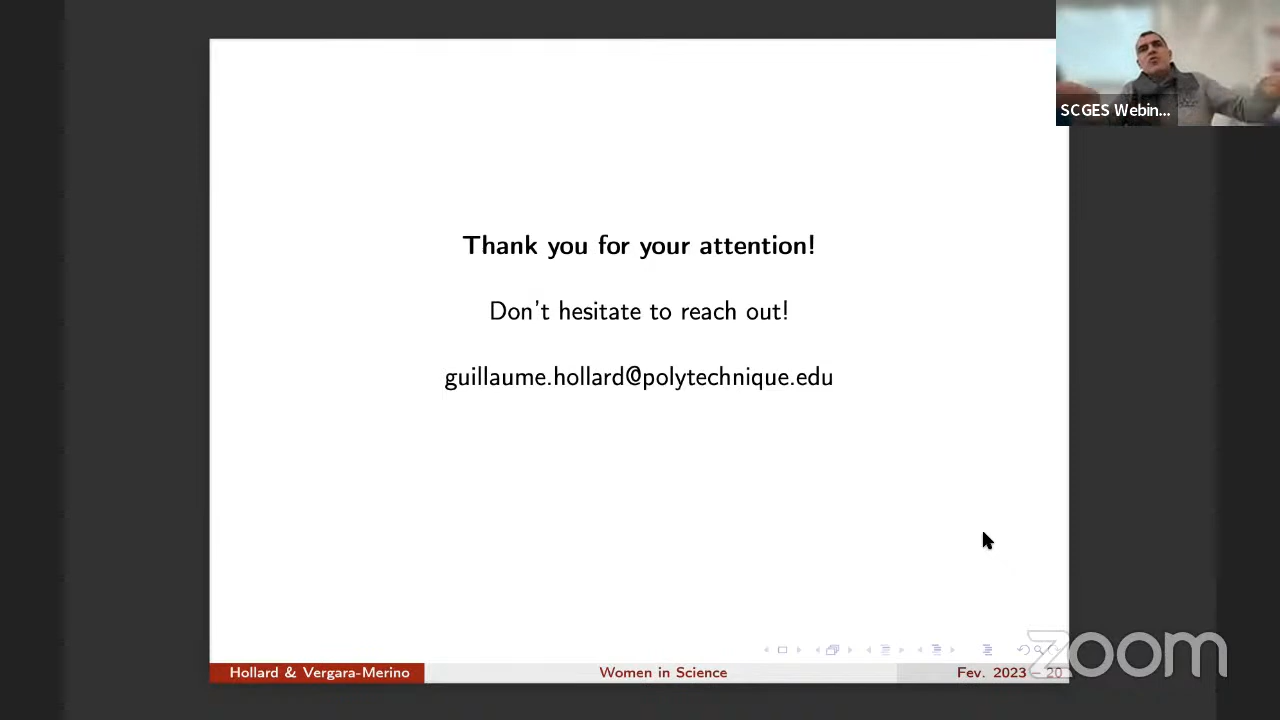 SCGES Webin...
Thank you for your attention!
Don't hesitate to reach out!
guillaume.hollard@polytechnique.edu
Hollard & Vergara-Merino
Women in Science
Fev. 2023 – 20
zoom